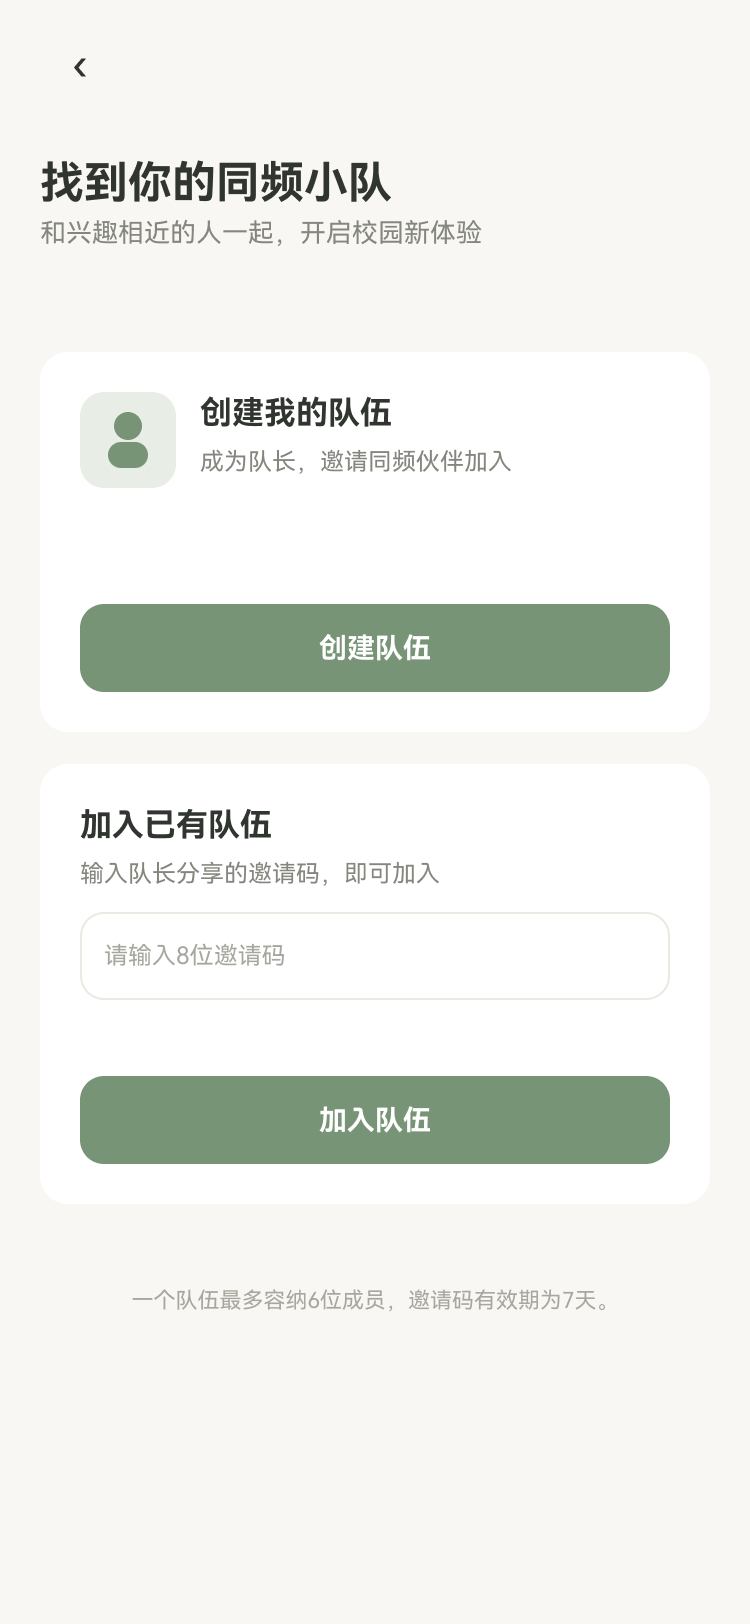 ‹
找到你的同频小队
和兴趣相近的人一起，开启校园新体验
创建我的队伍
成为队长，邀请同频伙伴加入
创建队伍
加入已有队伍
输入队长分享的邀请码，即可加入
请输入8位邀请码
加入队伍
一个队伍最多容纳6位成员，邀请码有效期为7天。